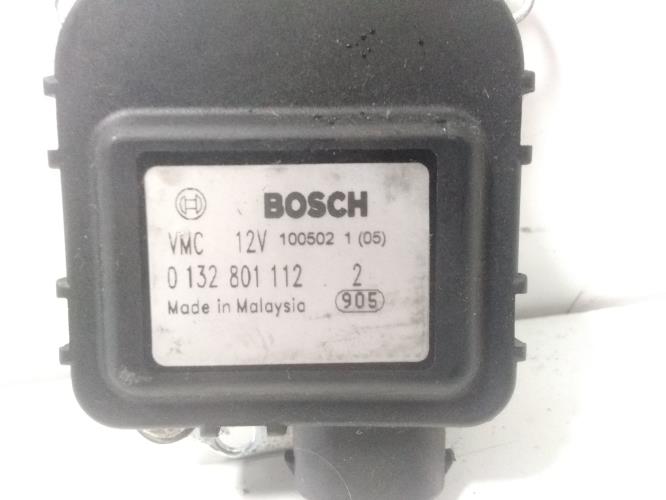 BOSCH
VMC 12V 100502 1 (05)
0 132 801 112 2
Made in Malaysia 905